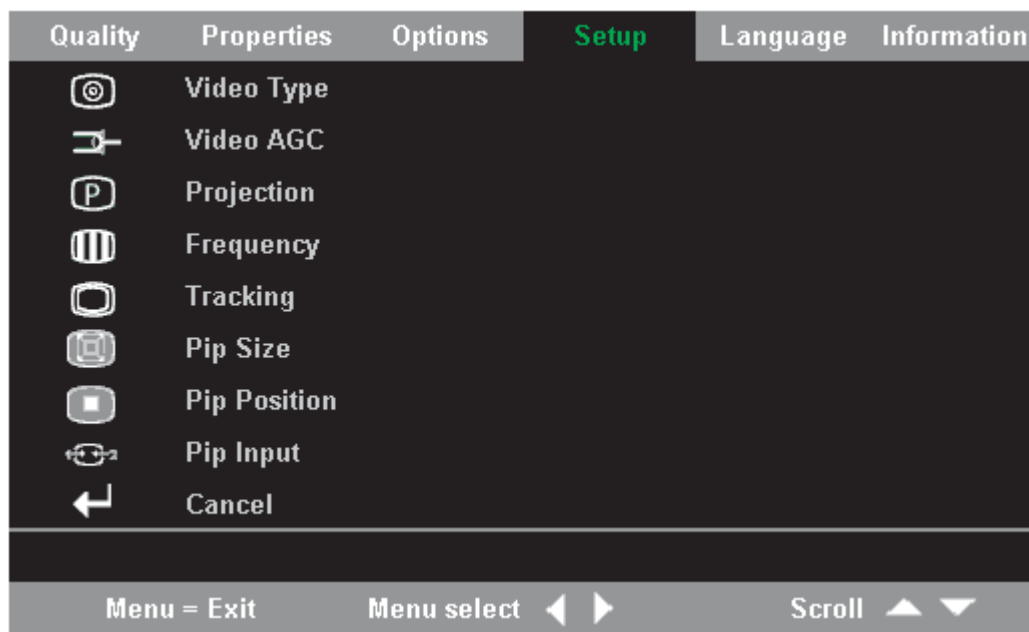 Quality Properties Options Setup Language Information
Video Type
Video AGC
P Projection
Frequency
Tracking
Pip Size
Pip Position
Pip Input
Cancel
Menu = Exit Menu select Scroll